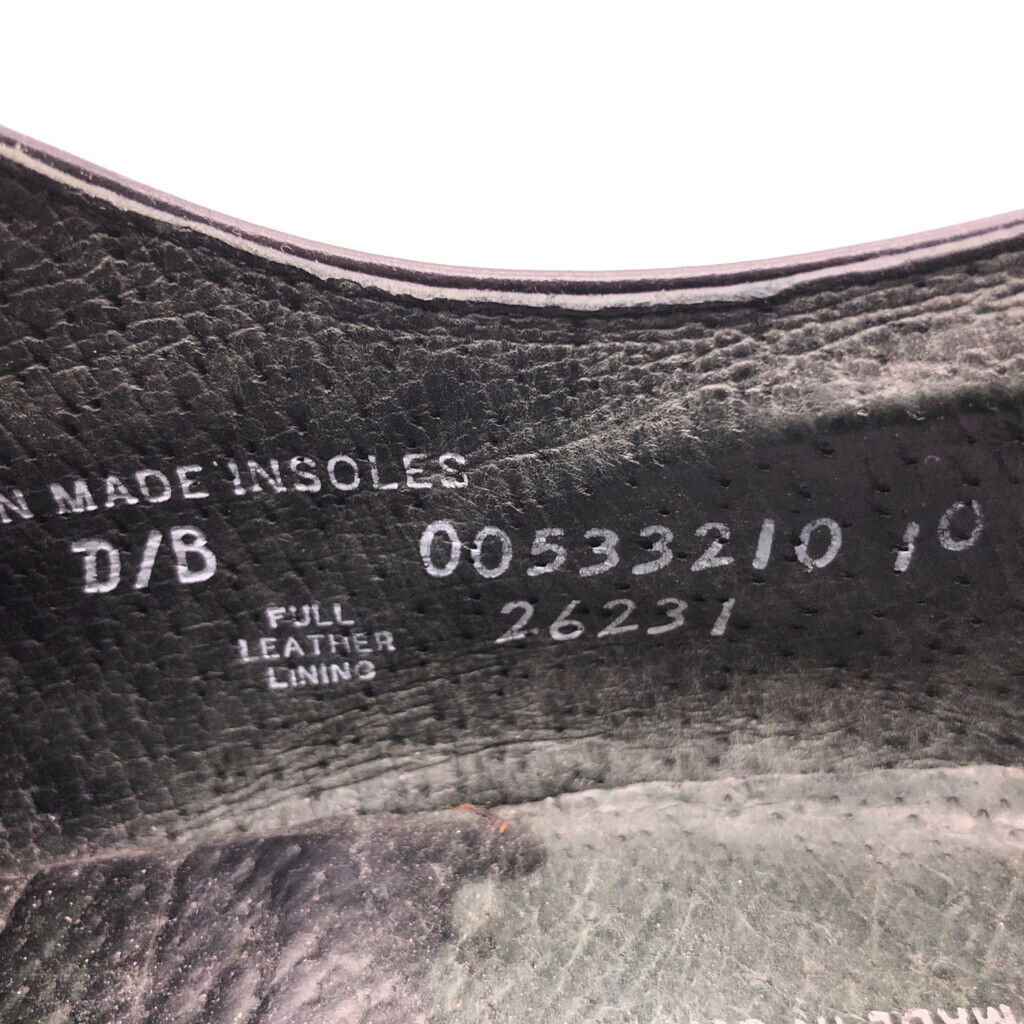 N MADE INSOLES
D/B 00533210 10
FULL 26231
LEATHER
LINING